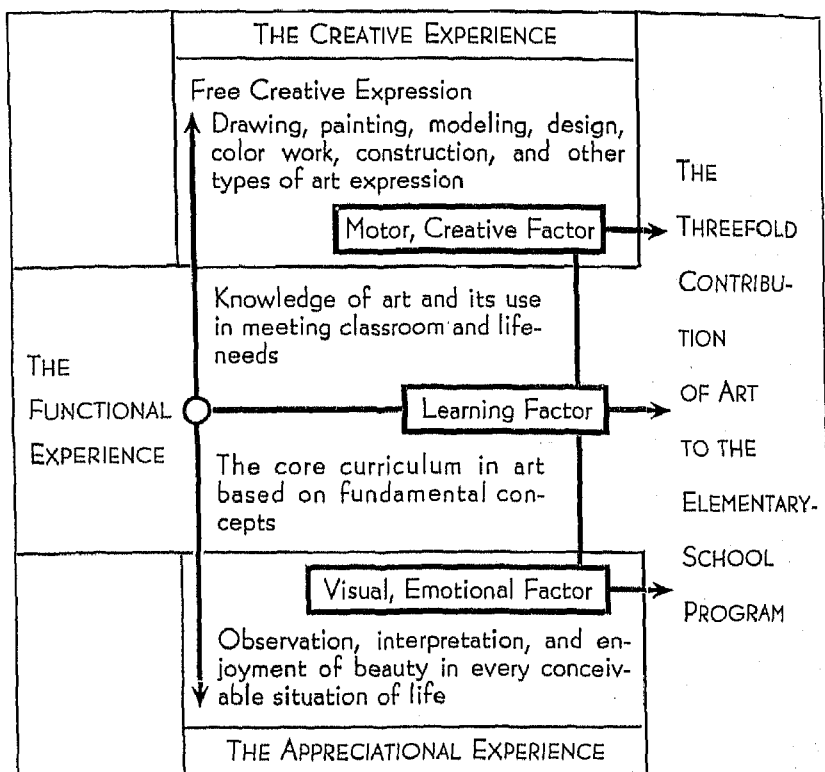 THE CREATIVE EXPERIENCE
Free Creative Expression
Drawing, painting, modeling, design,
color work, construction, and other
types of art expression
Motor, Creative Factor
Knowledge of art and its use
in meeting classroom and life-
needs
THE
FUNCTIONAL
EXPERIENCE
Learning Factor
The core curriculum in art
based on fundamental con-
cepts
Visual, Emotional Factor
Observation, interpretation, and en-
joyment of beauty in every conceiv-
able situation of life
THE APPRECIATIONAL EXPERIENCE
THE
THREEFOLD
CONTRIBU-
TION
OF ART
TO THE
ELEMENTARY-
SCHOOL
PROGRAM